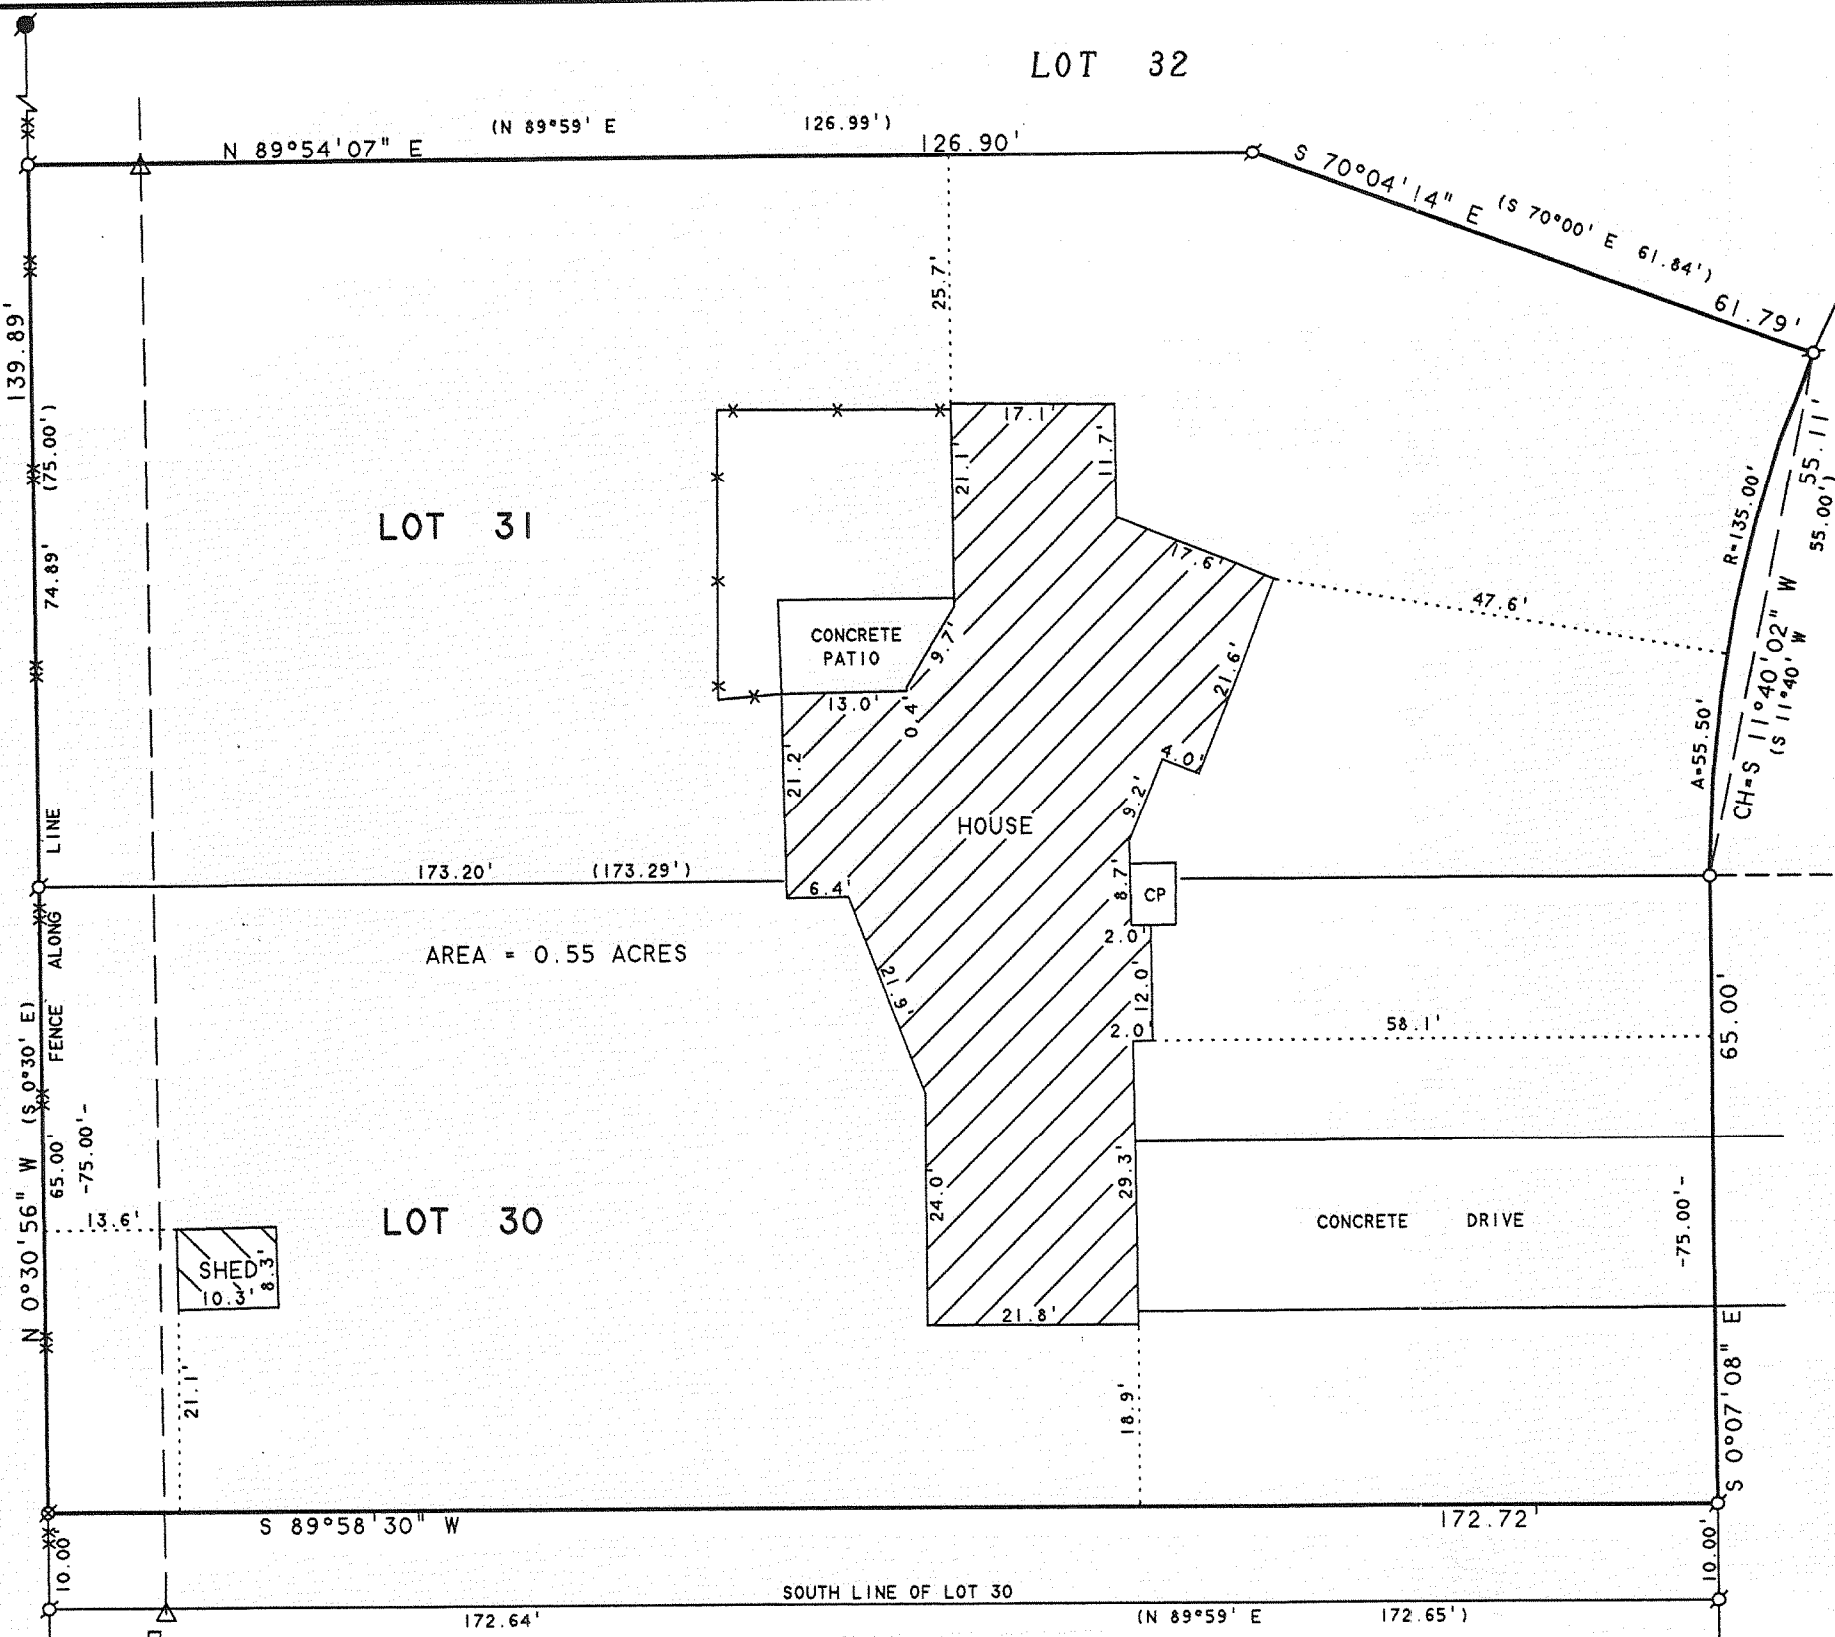 LOT 32
(N 89°59' E 126.99')
N 89°54'07" E 126.90'
S 70°04'14" E 61.79'
(S 70°00' E 61.84')
139.89'
(75.00')
74.89'
25.7'
17.1'
11.7'
21.1'
LOT 31
17.6'
47.6'
R=135.00'
55.11'
55.00')
CH=S 11°40'02" W
(S 11°40' W
A=55.50'
CONCRETE
PATIO
9.7'
13.0'
0.4'
21.6'
21.2'
4.0'
9.2'
HOUSE
173.20' (173.29')
6.4'
8.7'
CP
2.0'
FENCE ALONG LINE
AREA = 0.55 ACRES
21.9'
12.0'
2.0'
58.1'
65.00'
N 0°30'56" W (S 0°30' E)
65.00'
-75.00'-
13.6'
LOT 30
SHED
8.3'
10.3'
24.0'
29.3'
CONCRETE DRIVE
-75.00'-
21.8'
S 0°07'08" E
21.1'
18.9'
S 89°58'30" W 172.72'
10.00'
10.00'
SOUTH LINE OF LOT 30
172.64' (N 89°59' E 172.65')